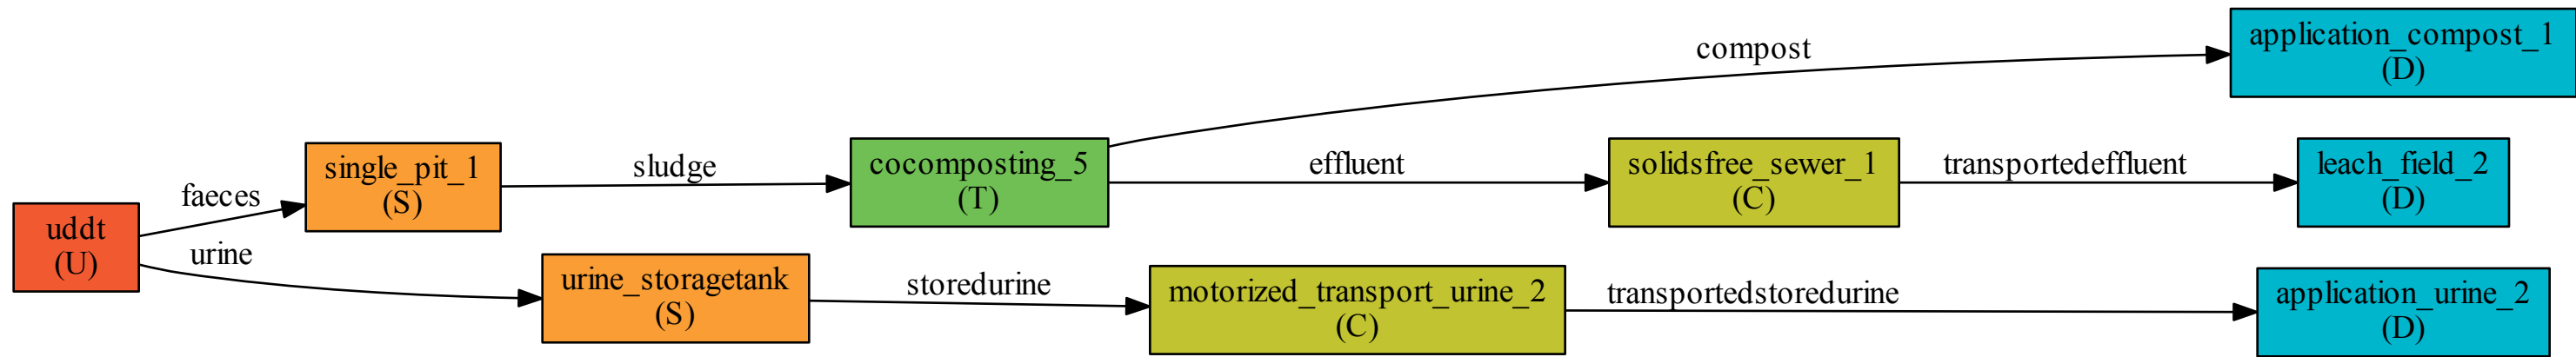 compost
application_compost_1
(D)
faeces
single_pit_1
(S)
sludge
cocomposting_5
(T)
effluent
solidsfree_sewer_1
(C)
transportedeffluent
leach_field_2
(D)
uddt
(U)
urine
urine_storagetank
(S)
storedurine
motorized_transport_urine_2
(C)
transportedstoredurine
application_urine_2
(D)